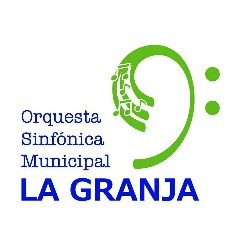 Orquesta
Sinfónica
Municipal
LA GRANJA